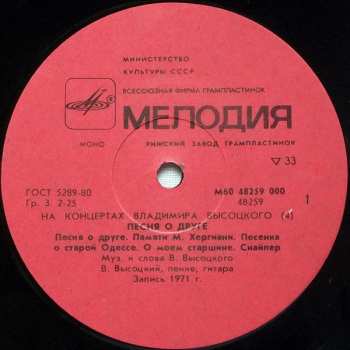 МИНИСТЕРСТВО
КУЛЬТУРЫ СССР
ВСЕСОЮЗНАЯ ФИРМА ГРАМПЛАСТИНОК
МЕЛОДИЯ
МОНО
РИЖСКИЙ ЗАВОД ГРАМПЛАСТИНОК
▽ 33
ГОСТ 5289-80
М60 48259 000
Гр. 3. 2-25
48259
1
НА КОНЦЕРТАХ ВЛАДИМИРА ВЫСОЦКОГО (4)
ПЕСНЯ О ДРУГЕ
Песня о друге. Памяти М. Хергиани. Песенка
о старой Одессе. О моем старшине. Снайпер
Муз. и слова В. Высоцкого
В. Высоцкий, пение, гитара
Запись 1971 г.